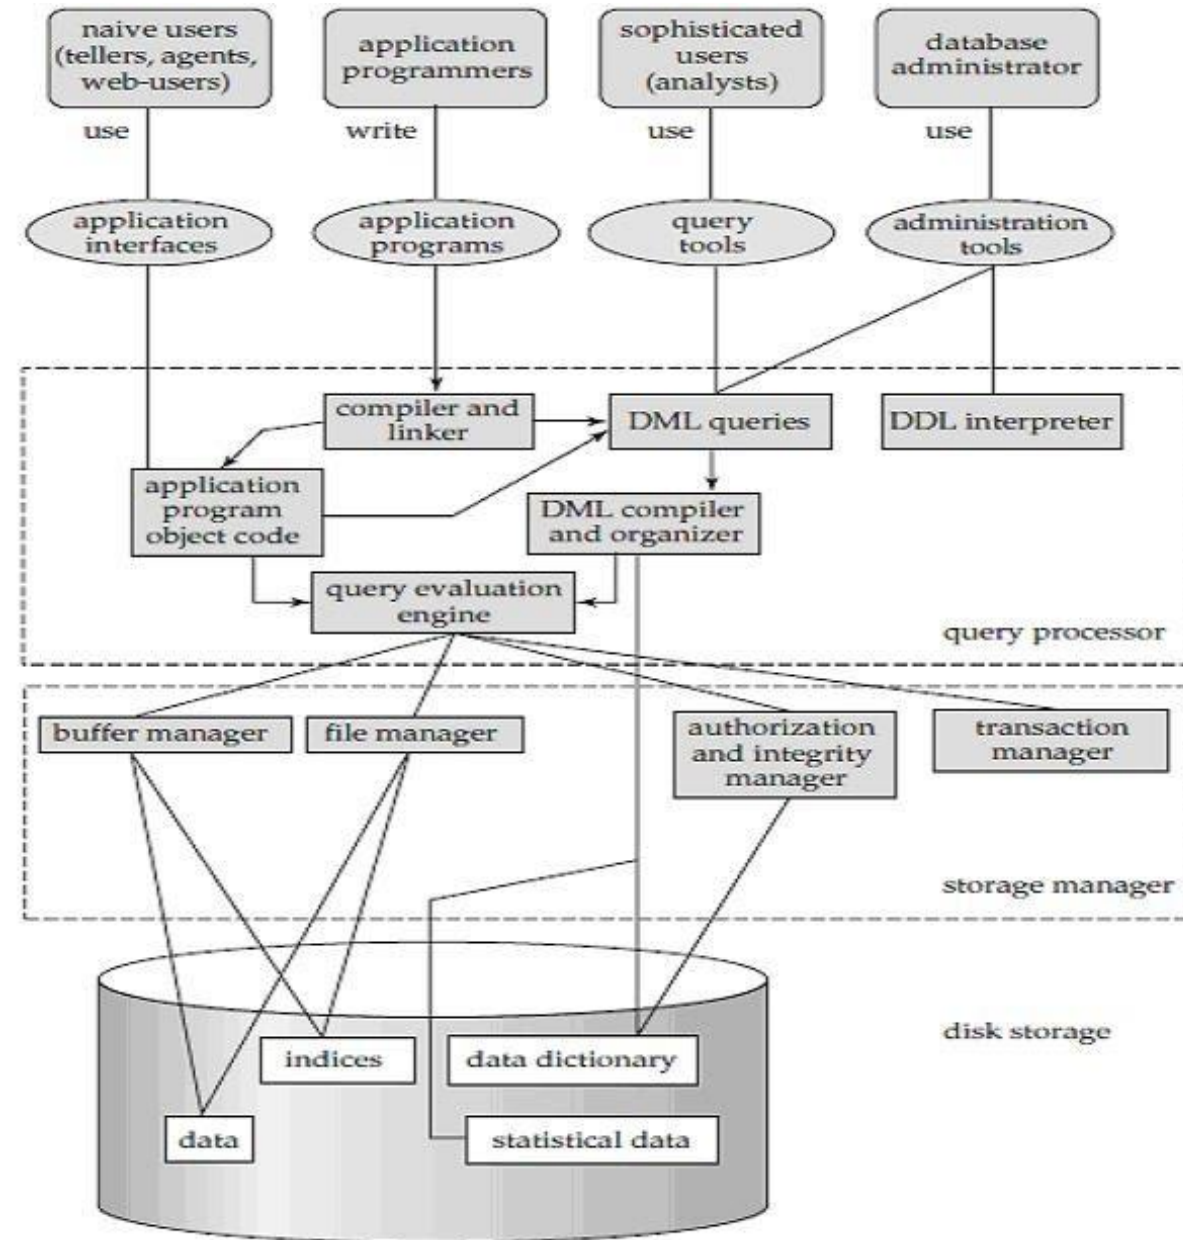 naive users
(tellers, agents,
web-users)
application
programmers
sophisticated
users
(analysts)
database
administrator
use
write
use
use
application
interfaces
application
programs
query
tools
administration
tools
compiler and
linker
DML queries
DDL interpreter
application
program
object code
DML compiler
and organizer
query evaluation
engine
query processor
buffer manager
file manager
authorization
and integrity
manager
transaction
manager
storage manager
disk storage
indices
data dictionary
data
statistical data